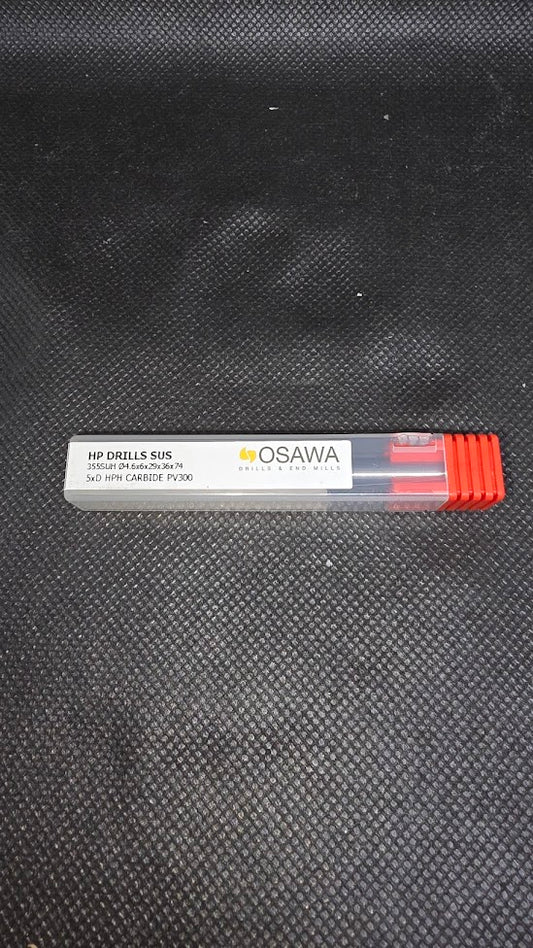 HP DRILLS SUS
355SUH Ø4.6x6x29x36x74
5xD HPH CARBIDE PV300
OSAWA
DRILLS & END MILLS